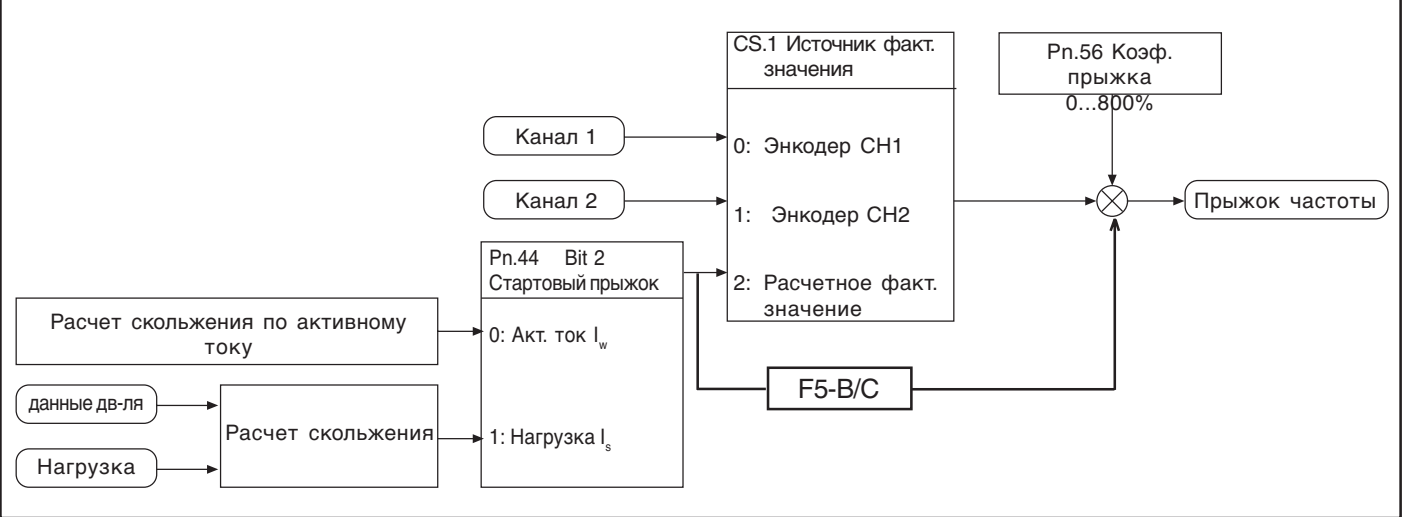 CS.1 Источник факт.
значения
Pn.56 Коэф.
прыжка
0...800%
Канал 1
0: Энкодер CH1
Канал 2
Прыжок частоты
1: Энкодер CH2
Pn.44 Bit 2
Стартовый прыжок
2: Расчетное факт.
значение
Расчет скольжения по активному
току
0: Акт. ток Iw
F5-B/C
данные дв-ля
Расчет скольжения
1: Нагрузка Is
Нагрузка